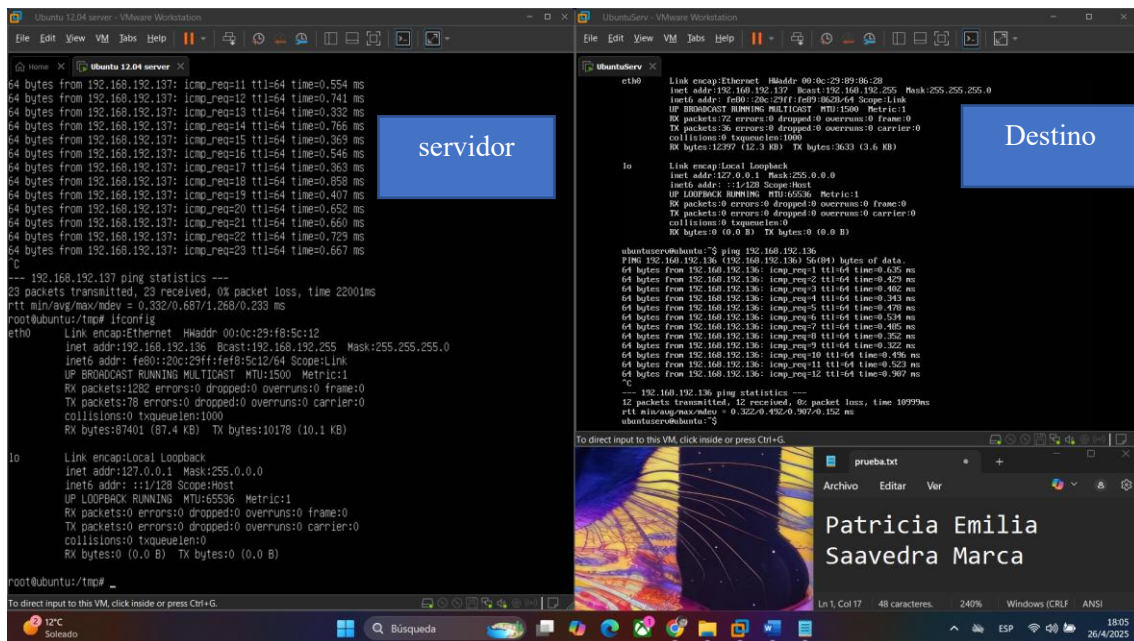 Ubuntu 12.04 server - VMware Workstation
File Edit View VM Tabs Help
Home Ubuntu 12.04 server
64 bytes from 192.168.192.137: icmp_req=11 ttl=64 time=0.554 ms
64 bytes from 192.168.192.137: icmp_req=12 ttl=64 time=0.741 ms
64 bytes from 192.168.192.137: icmp_req=13 ttl=64 time=0.332 ms
64 bytes from 192.168.192.137: icmp_req=14 ttl=64 time=0.766 ms
64 bytes from 192.168.192.137: icmp_req=15 ttl=64 time=0.369 ms
64 bytes from 192.168.192.137: icmp_req=16 ttl=64 time=0.546 ms
64 bytes from 192.168.192.137: icmp_req=17 ttl=64 time=0.363 ms
64 bytes from 192.168.192.137: icmp_req=18 ttl=64 time=0.858 ms
64 bytes from 192.168.192.137: icmp_req=19 ttl=64 time=0.407 ms
64 bytes from 192.168.192.137: icmp_req=20 ttl=64 time=0.652 ms
64 bytes from 192.168.192.137: icmp_req=21 ttl=64 time=0.660 ms
64 bytes from 192.168.192.137: icmp_req=22 ttl=64 time=0.729 ms
64 bytes from 192.168.192.137: icmp_req=23 ttl=64 time=0.667 ms
^C
--- 192.168.192.137 ping statistics ---
23 packets transmitted, 23 received, 0% packet loss, time 22001ms
rtt min/avg/max/mdev = 0.332/0.687/1.268/0.233 ms
root@ubuntu:/tmp# ifconfig
eth0 Link encap:Ethernet HWaddr 00:0c:29:f8:5c:12
inet addr:192.168.192.136 Bcast:192.168.192.255 Mask:255.255.255.0
inet6 addr: fe80::20c:29ff:fef8:5c12/64 Scope:Link
UP BROADCAST RUNNING MULTICAST MTU:1500 Metric:1
RX packets:1282 errors:0 dropped:0 overruns:0 frame:0
TX packets:78 errors:0 dropped:0 overruns:0 carrier:0
collisions:0 txqueuelen:1000
RX bytes:87401 (87.4 KB) TX bytes:10178 (10.1 KB)
lo Link encap:Local Loopback
inet addr:127.0.0.1 Mask:255.0.0.0
inet6 addr: ::1/128 Scope:Host
UP LOOPBACK RUNNING MTU:65536 Metric:1
RX packets:0 errors:0 dropped:0 overruns:0 frame:0
TX packets:0 errors:0 dropped:0 overruns:0 carrier:0
collisions:0 txqueuelen:0
RX bytes:0 (0.0 B) TX bytes:0 (0.0 B)
root@ubuntu:/tmp# _
To direct input to this VM, click inside or press Ctrl+G.
servidor
UbuntuServ - VMware Workstation
File Edit View VM Tabs Help
UbuntuServ
eth0 Link encap:Ethernet HWaddr 00:0c:29:89:86:28
inet addr:192.168.192.137 Bcast:192.168.192.255 Mask:255.255.255.0
inet6 addr: fe80::20c:29ff:fe89:8628/64 Scope:Link
UP BROADCAST RUNNING MULTICAST MTU:1500 Metric:1
RX packets:72 errors:0 dropped:0 overruns:0 frame:0
TX packets:36 errors:0 dropped:0 overruns:0 carrier:0
collisions:0 txqueuelen:1000
RX bytes:12397 (12.3 KB) TX bytes:3633 (3.6 KB)
lo Link encap:Local Loopback
inet addr:127.0.0.1 Mask:255.0.0.0
inet6 addr: ::1/128 Scope:Host
UP LOOPBACK RUNNING MTU:65536 Metric:1
RX packets:0 errors:0 dropped:0 overruns:0 frame:0
TX packets:0 errors:0 dropped:0 overruns:0 carrier:0
collisions:0 txqueuelen:0
RX bytes:0 (0.0 B) TX bytes:0 (0.0 B)
ubuntuserv@ubuntu:~$ ping 192.168.192.136
PING 192.168.192.136 (192.168.192.136) 56(84) bytes of data.
64 bytes from 192.168.192.136: icmp_req=1 ttl=64 time=0.635 ms
64 bytes from 192.168.192.136: icmp_req=2 ttl=64 time=0.429 ms
64 bytes from 192.168.192.136: icmp_req=3 ttl=64 time=0.402 ms
64 bytes from 192.168.192.136: icmp_req=4 ttl=64 time=0.343 ms
64 bytes from 192.168.192.136: icmp_req=5 ttl=64 time=0.478 ms
64 bytes from 192.168.192.136: icmp_req=6 ttl=64 time=0.534 ms
64 bytes from 192.168.192.136: icmp_req=7 ttl=64 time=0.485 ms
64 bytes from 192.168.192.136: icmp_req=8 ttl=64 time=0.352 ms
64 bytes from 192.168.192.136: icmp_req=9 ttl=64 time=0.322 ms
64 bytes from 192.168.192.136: icmp_req=10 ttl=64 time=0.496 ms
64 bytes from 192.168.192.136: icmp_req=11 ttl=64 time=0.523 ms
64 bytes from 192.168.192.136: icmp_req=12 ttl=64 time=0.907 ms
^C
--- 192.168.192.136 ping statistics ---
12 packets transmitted, 12 received, 0% packet loss, time 10999ms
rtt min/avg/max/mdev = 0.322/0.492/0.907/0.152 ms
ubuntuserv@ubuntu:~$
To direct input to this VM, click inside or press Ctrl+G.
Destino
prueba.txt
Archivo Editar Ver
Patricia Emilia
Saavedra Marca
Ln 1, Col 17 48 caracteres. 240% Windows (CRLF ANSI
12°C
Soleado
Búsqueda
ESP
18:05
26/4/2025